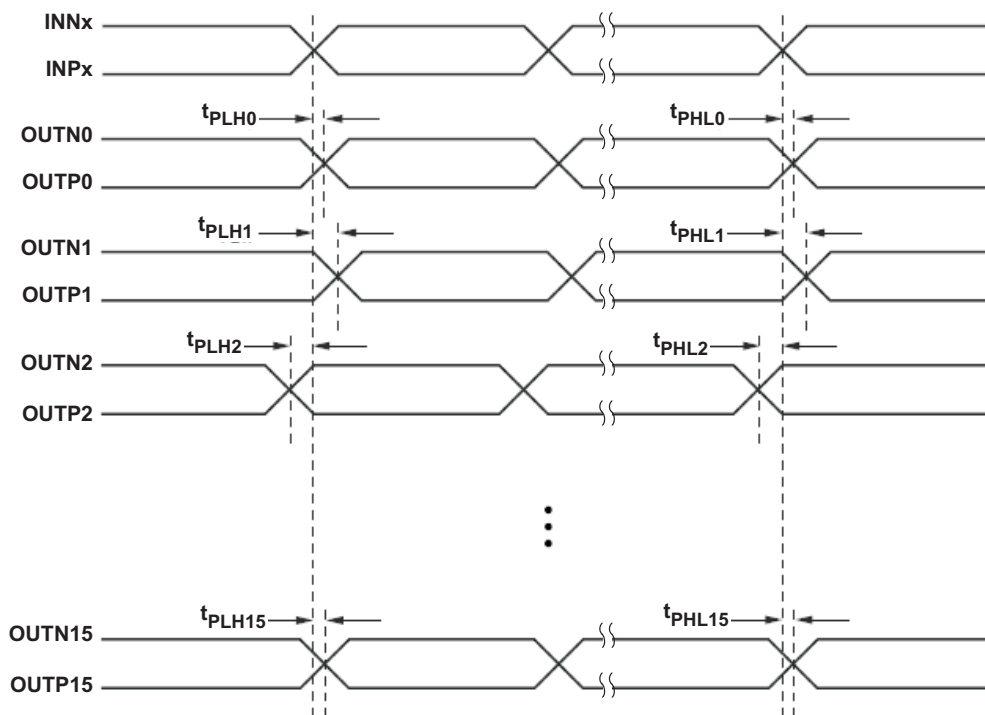 INNx
INPx
tPLH0 tPHL0
OUTN0
OUTP0
tPLH1 tPHL1
OUTN1
OUTP1
tPLH2 tPHL2
OUTN2
OUTP2
tPLH15 tPHL15
OUTN15
OUTP15